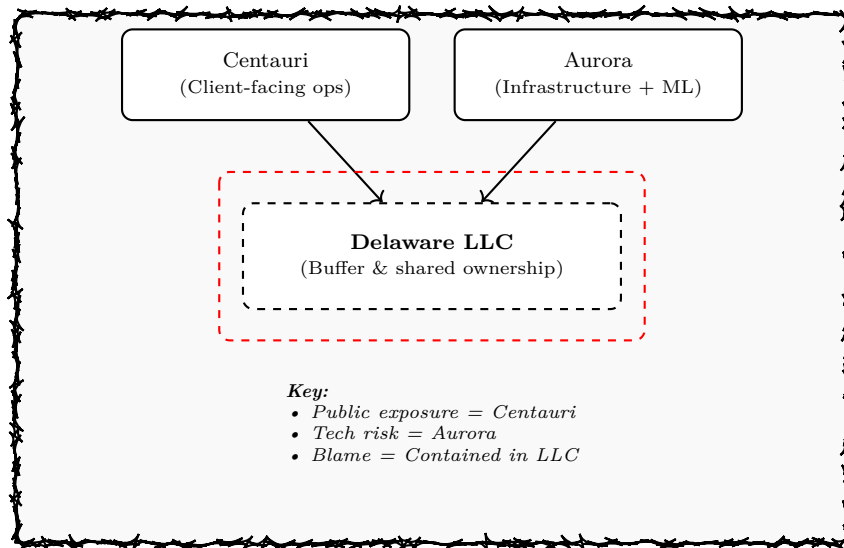 Centauri
(Client-facing ops)
Aurora
(Infrastructure + ML)
Delaware LLC
(Buffer & shared ownership)
Key:
• Public exposure = Centauri
• Tech risk = Aurora
• Blame = Contained in LLC